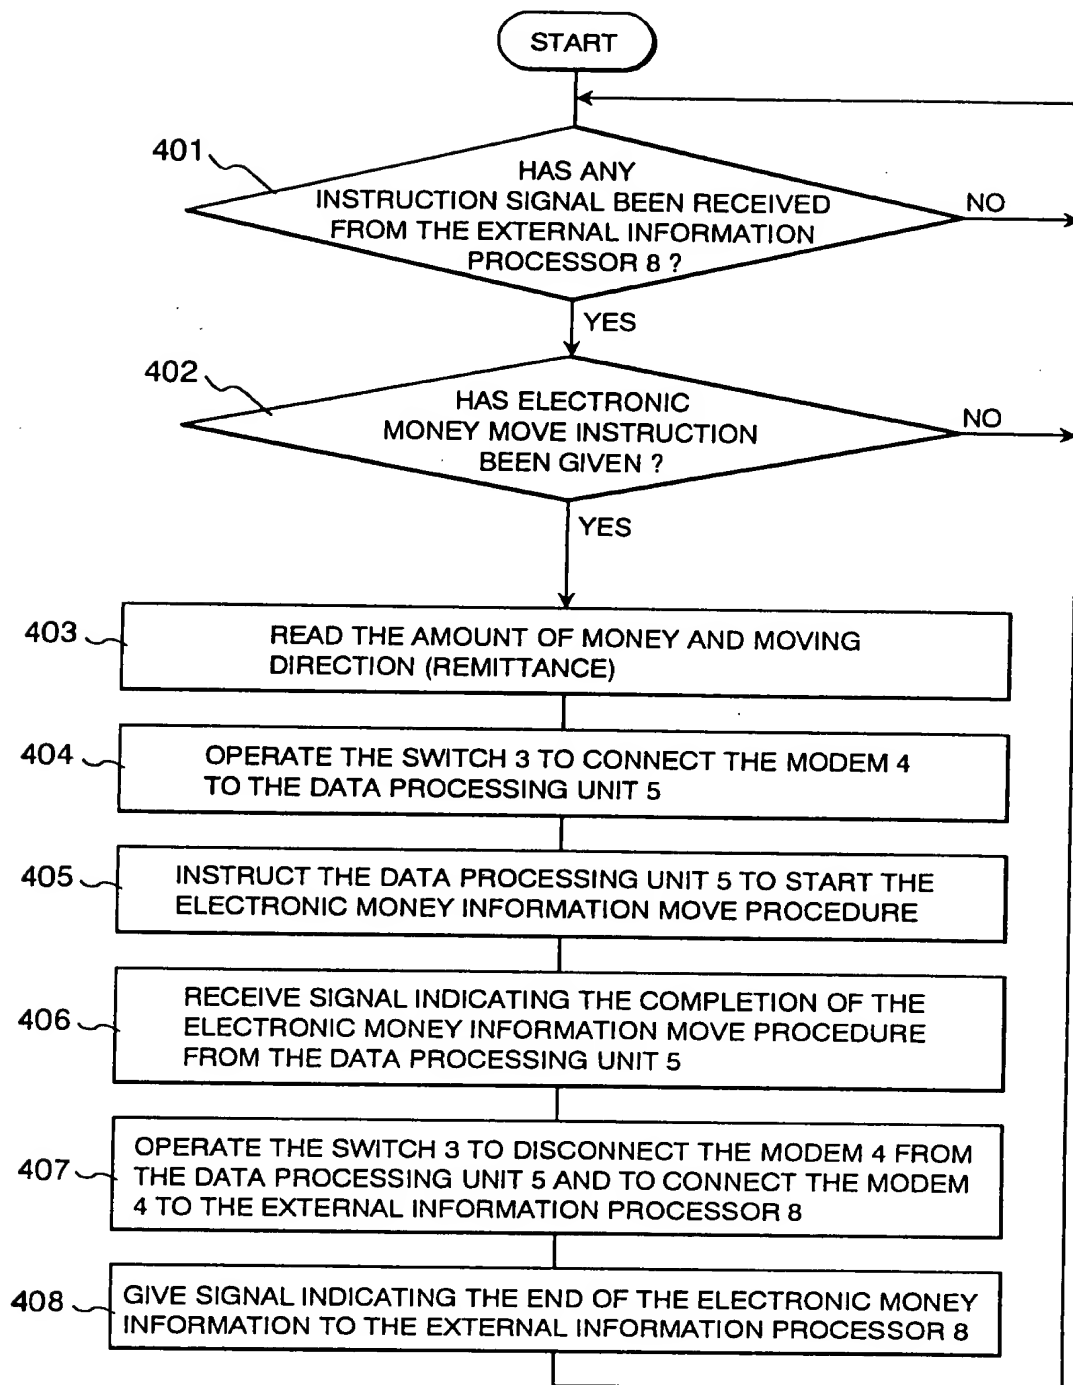 START
401
HAS ANY
INSTRUCTION SIGNAL BEEN RECEIVED
FROM THE EXTERNAL INFORMATION
PROCESSOR 8 ?
NO
YES
402
HAS ELECTRONIC
MONEY MOVE INSTRUCTION
BEEN GIVEN ?
NO
YES
403
READ THE AMOUNT OF MONEY AND MOVING
DIRECTION (REMITTANCE)
404
OPERATE THE SWITCH 3 TO CONNECT THE MODEM 4
TO THE DATA PROCESSING UNIT 5
405
INSTRUCT THE DATA PROCESSING UNIT 5 TO START THE
ELECTRONIC MONEY INFORMATION MOVE PROCEDURE
406
RECEIVE SIGNAL INDICATING THE COMPLETION OF THE
ELECTRONIC MONEY INFORMATION MOVE PROCEDURE
FROM THE DATA PROCESSING UNIT 5
407
OPERATE THE SWITCH 3 TO DISCONNECT THE MODEM 4 FROM
THE DATA PROCESSING UNIT 5 AND TO CONNECT THE MODEM
4 TO THE EXTERNAL INFORMATION PROCESSOR 8
408
GIVE SIGNAL INDICATING THE END OF THE ELECTRONIC MONEY
INFORMATION TO THE EXTERNAL INFORMATION PROCESSOR 8